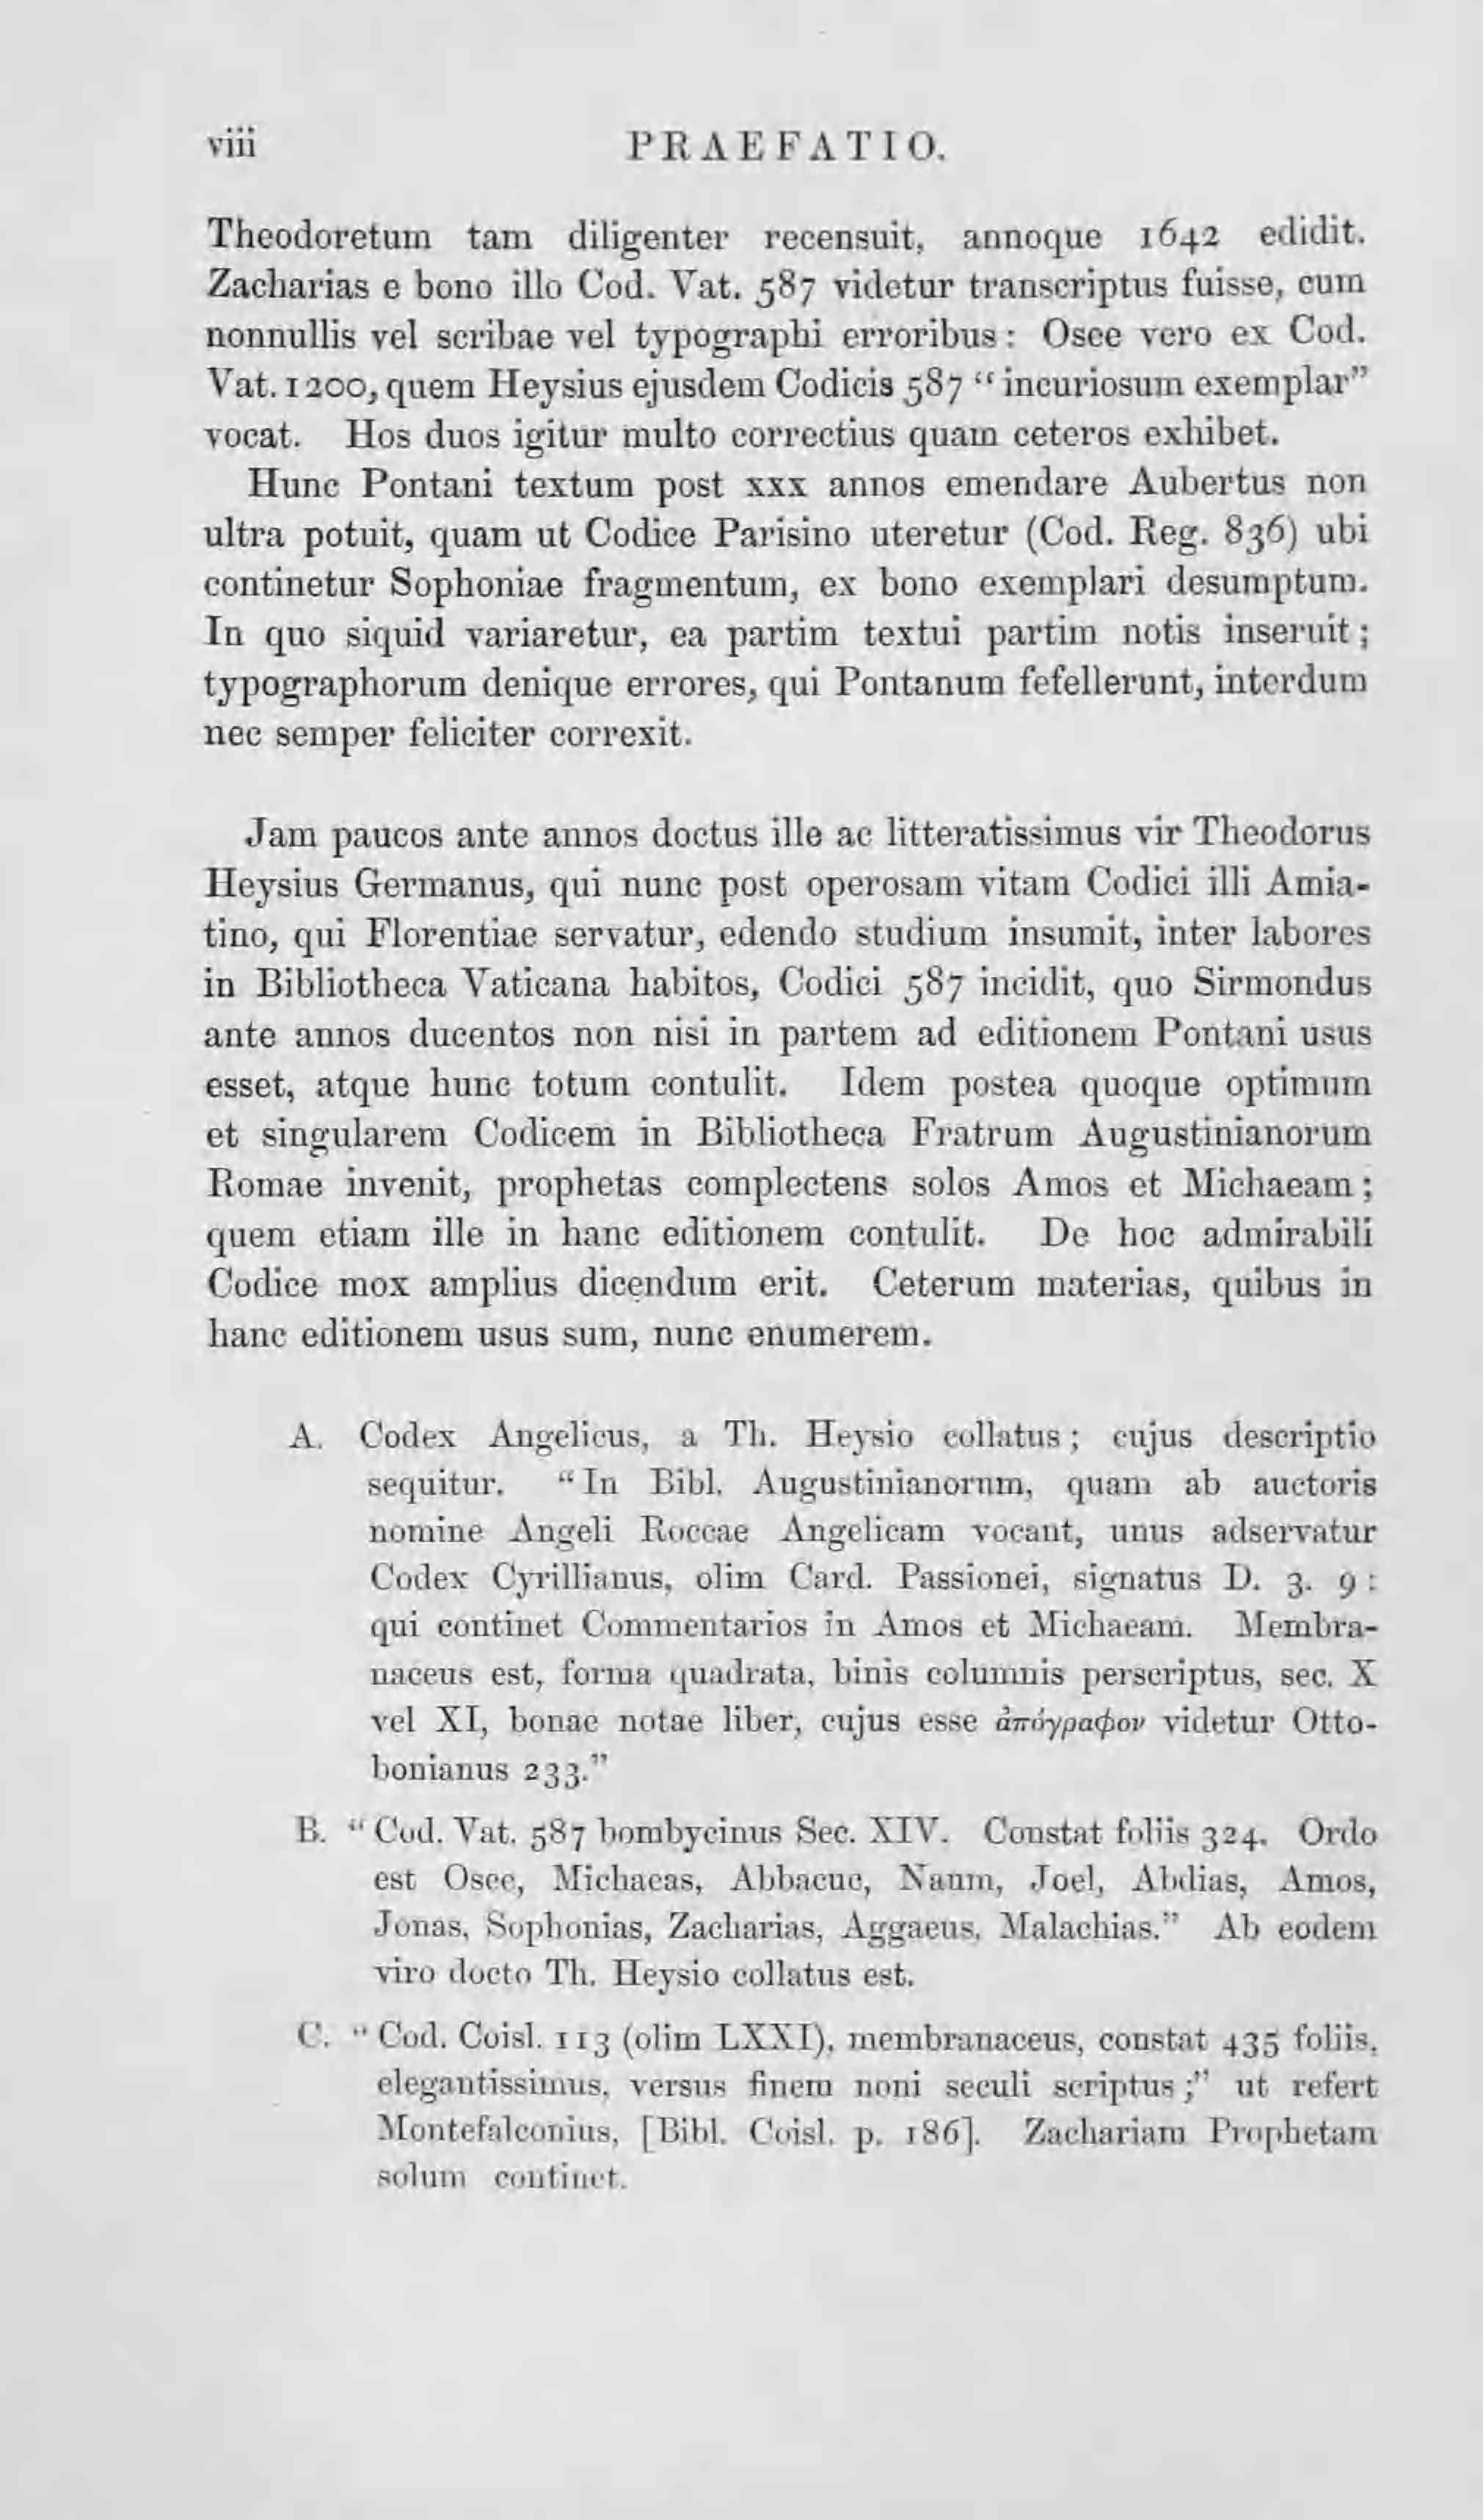 viii PRAEFATIO.
Theodoretum tam diligenter recensuit, annoque 1642 edidit.
Zacharias e bono illo Cod. Vat. 587 videtur transcriptus fuisse, cum
nonnullis vel scribae vel typographi erroribus: Osee vero ex Cod.
Vat. 1200, quem Heysius ejusdem Codicis 587 “incuriosum exemplar”
vocat. Hos duos igitur multo correctius quam ceteros exhibet.
Hunc Pontani textum post xxx annos emendare Aubertus non
ultra potuit, quam ut Codice Parisino uteretur (Cod. Reg. 836) ubi
continetur Sophoniae fragmentum, ex bono exemplari desumptum.
In quo siquid variaretur, ea partim textui partim notis inseruit;
typographorum denique errores, qui Pontanum fefellerunt, interdum
nec semper feliciter correxit.
Jam paucos ante annos doctus ille ac litteratissimus vir Theodorus
Heysius Germanus, qui nunc post operosam vitam Codici illi Amia-
tino, qui Florentiae servatur, edendo studium insumit, inter labores
in Bibliotheca Vaticana habitos, Codici 587 incidit, quo Sirmondus
ante annos ducentos non nisi in partem ad editionem Pontani usus
esset, atque hunc totum contulit. Idem postea quoque optimum
et singularem Codicem in Bibliotheca Fratrum Augustinianorum
Romae invenit, prophetas complectens solos Amos et Michaeam;
quem etiam ille in hanc editionem contulit. De hoc admirabili
Codice mox amplius dicendum erit. Ceterum materias, quibus in
hanc editionem usus sum, nunc enumerem.
A. Codex Angelicus, a Th. Heysio collatus; cujus descriptio
sequitur. “In Bibl. Augustinianorum, quam ab auctoris
nomine Angeli Roccae Angelicam vocant, unus adservatur
Codex Cyrillianus, olim Card. Passionei, signatus D. 3. 9:
qui continet Commentarios in Amos et Michaeam. Membra-
naceus est, forma quadrata, binis columnis perscriptus, sec. X
vel XI, bonae notae liber, cujus esse ἀπόγραφον videtur Otto-
bonianus 233.”
B. “Cod. Vat. 587 bombycinus Sec. XIV. Constat foliis 324. Ordo
est Osee, Michaeas, Abbacuc, Naum, Joel, Abdias, Amos,
Jonas, Sophonias, Zacharias, Aggaeus, Malachias.” Ab eodem
viro docto Th. Heysio collatus est.
C. “Cod. Coisl. 113 (olim LXXI), membranaceus, constat 435 foliis,
elegantissimus, versus finem noni seculi scriptus;” ut refert
Montefalconius, [Bibl. Coisl. p. 186]. Zachariam Prophetam
solum continet.